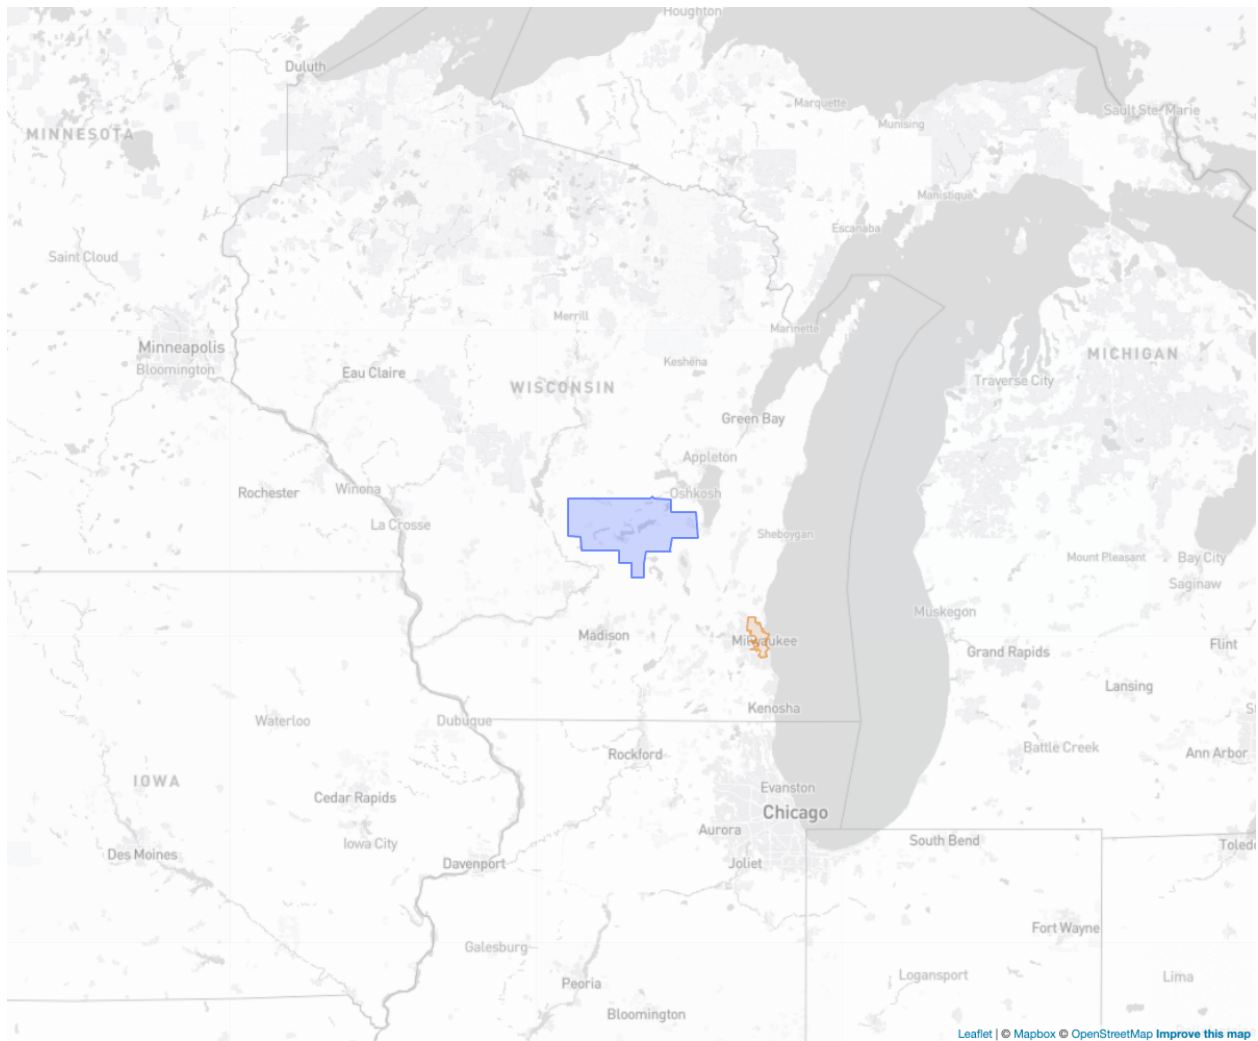 Houghton
Duluth
Marquette
Sault Ste. Marie
Munising
MINNESOTA
Manistique
Escanaba
Saint Cloud
Merrill
Marinette
Minneapolis
MICHIGAN
Keshena
Bloomington
Eau Claire
Traverse City
WISCONSIN
Green Bay
Appleton
Rochester
Winona
Oshkosh
La Crosse
Sheboygan
Mount Pleasant
Bay City
Saginaw
Muskegon
Madison
Milwaukee
Flint
Grand Rapids
Lansing
Kenosha
Waterloo
Dubuque
Battle Creek
Rockford
Ann Arbor
IOWA
Evanston
Cedar Rapids
Chicago
Aurora
Iowa City
South Bend
Toledo
Des Moines
Davenport
Joliet
Fort Wayne
Galesburg
Logansport
Lima
Peoria
Bloomington
Leaflet | © Mapbox © OpenStreetMap Improve this map